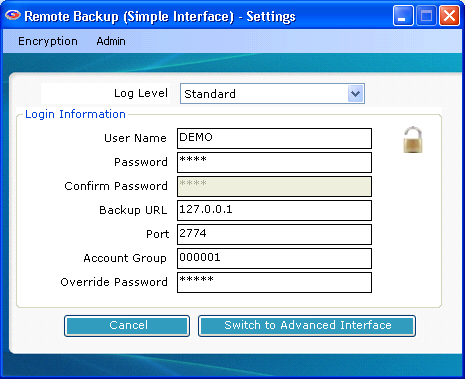 Remote Backup (Simple Interface) - Settings
Encryption Admin
Log Level Standard
Login Information
User Name DEMO
Password ****
Confirm Password ****
Backup URL 127.0.0.1
Port 2774
Account Group 000001
Override Password *****
Cancel Switch to Advanced Interface